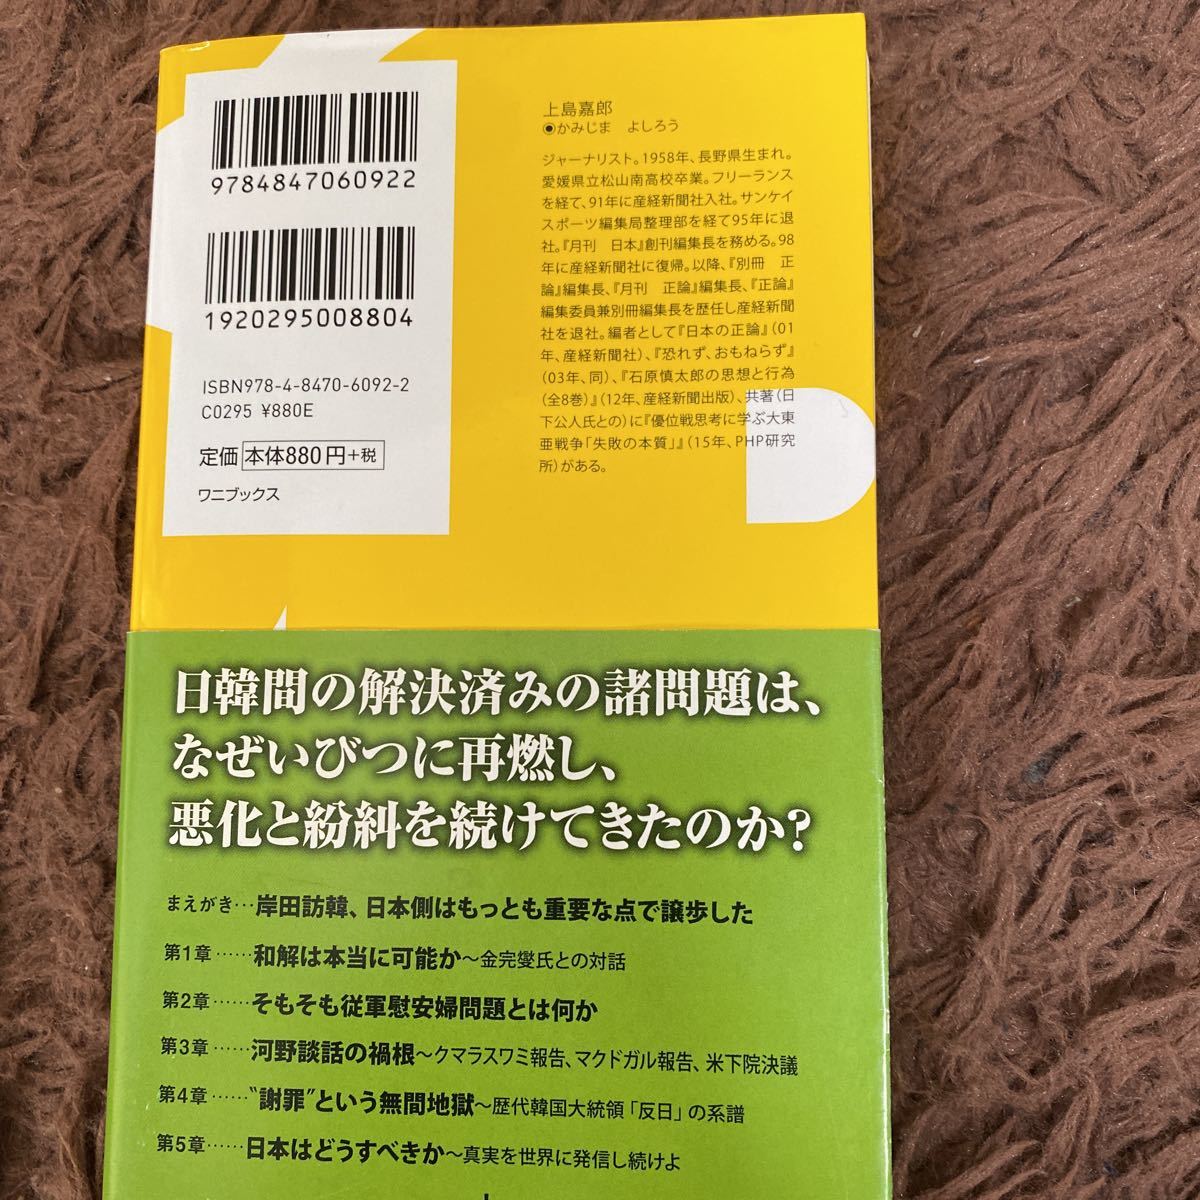 9784847060922
1920295008804
ISBN978-4-8470-6092-2
C0295 ¥880E
定価 本体880円+税
ワニブックス
上島嘉郎
◉かみじま　よしろう
ジャーナリスト。1958年、長野県生まれ。
愛媛県立松山南高校卒業。フリーランス
を経て、91年に産経新聞社入社。サンケイ
スポーツ編集局整理部を経て95年に退
社。『月刊　日本』創刊編集長を務める。98
年に産経新聞社に復帰。以降、『別冊　正
論』編集長、『月刊　正論』編集長、『正論』
編集委員兼別冊編集長を歴任し産経新聞
社を退社。編者として『日本の正論』（01
年、産経新聞社）、『恐れず、おもねらず』
（03年、同）、『石原慎太郎の思想と行為
（全8巻）』（12年、産経新聞出版）、共著（日
下公人氏との）に『優位戦思考に学ぶ大東
亜戦争「失敗の本質」』（15年、PHP研究
所）がある。
日韓間の解決済みの諸問題は、
なぜいびつに再燃し、
悪化と紛糾を続けてきたのか?
まえがき…岸田訪韓、日本側はもっとも重要な点で譲歩した
第1章……和解は本当に可能か～金完燮氏との対話
第2章……そもそも従軍慰安婦問題とは何か
第3章……河野談話の禍根～クマラスワミ報告、マクドガル報告、米下院決議
第4章……“謝罪”という無間地獄～歴代韓国大統領「反日」の系譜
第5章……日本はどうすべきか～真実を世界に発信し続けよ